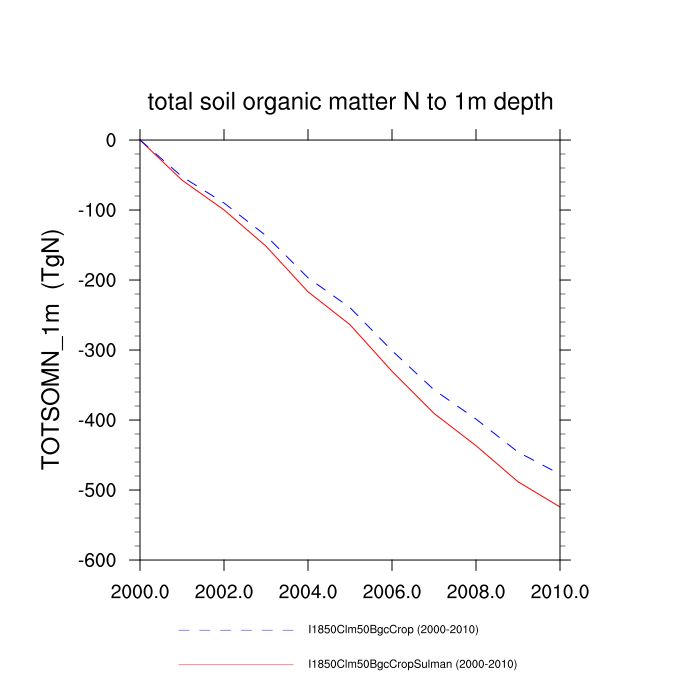 total soil organic matter N to 1m depth
TOTSOMN_1m (TgN)
0
-100
-200
-300
-400
-500
-600
2000.0 2002.0 2004.0 2006.0 2008.0 2010.0
I1850Clm50BgcCrop (2000-2010)
I1850Clm50BgcCropSulman (2000-2010)